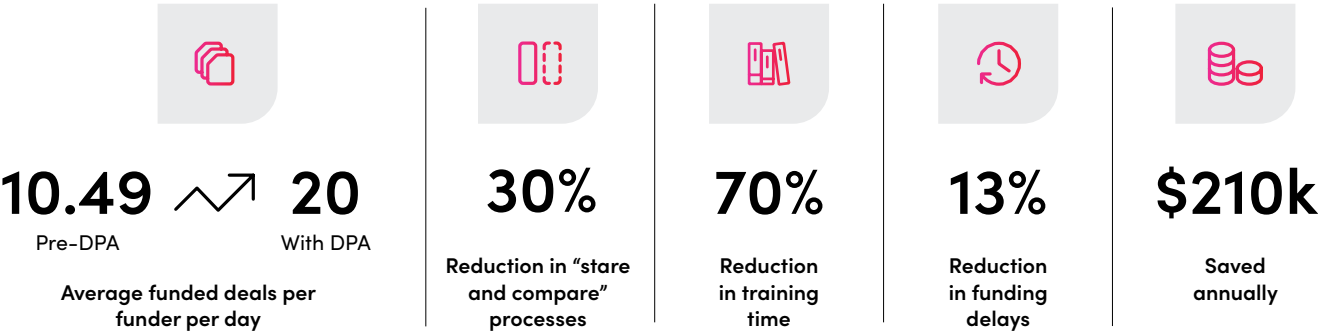 10.49
20
Pre-DPA
With DPA
Average funded deals per
funder per day
30%
Reduction in “stare
and compare”
processes
70%
Reduction
in training
time
13%
Reduction
in funding
delays
$210k
Saved
annually